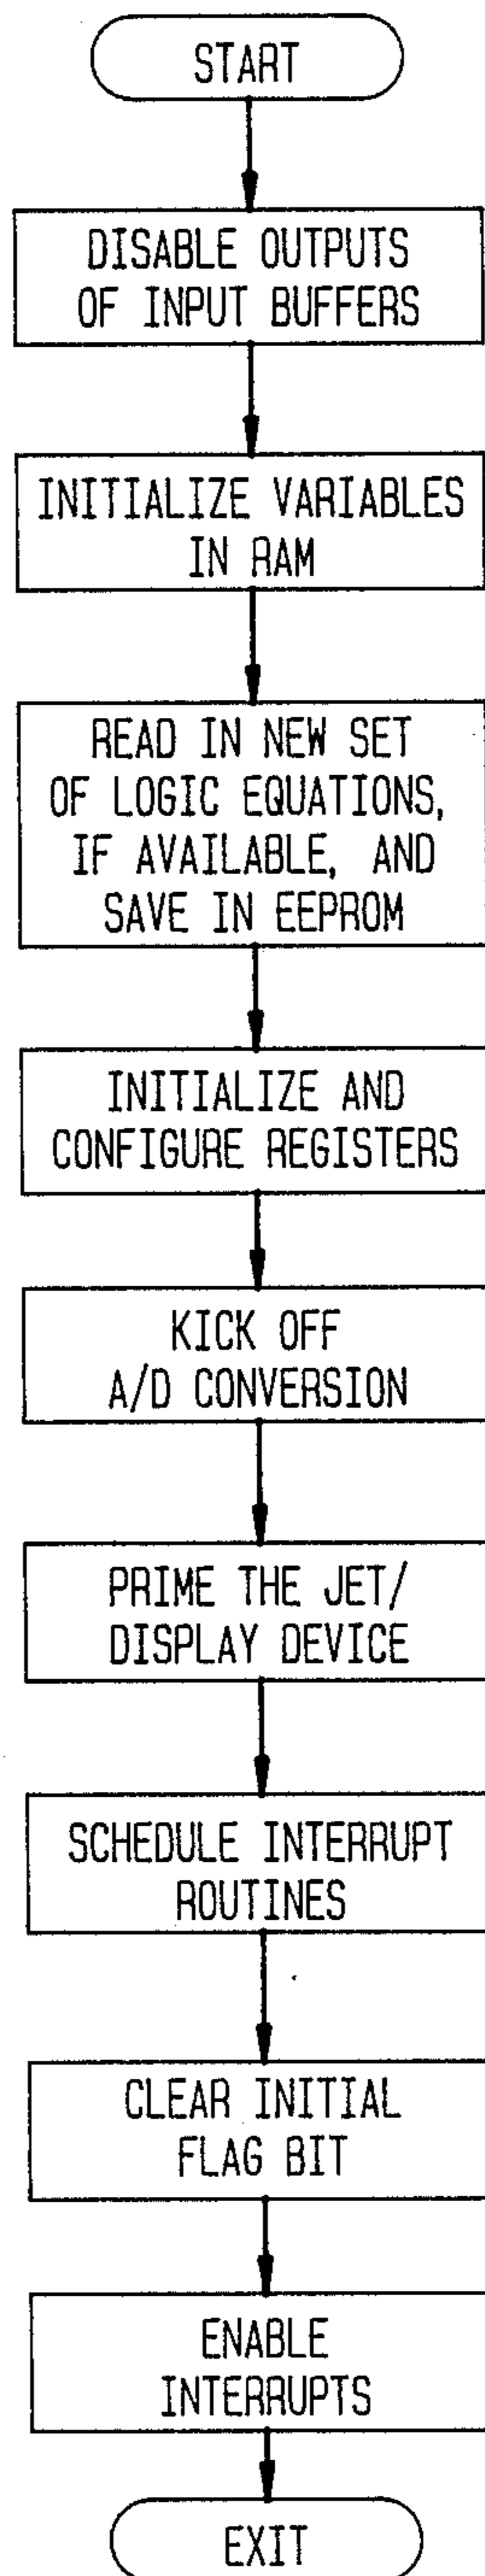 START
DISABLE OUTPUTS
OF INPUT BUFFERS
INITIALIZE VARIABLES
IN RAM
READ IN NEW SET
OF LOGIC EQUATIONS,
IF AVAILABLE, AND
SAVE IN EEPROM
INITIALIZE AND
CONFIGURE REGISTERS
KICK OFF
A/D CONVERSION
PRIME THE JET/
DISPLAY DEVICE
SCHEDULE INTERRUPT
ROUTINES
CLEAR INITIAL
FLAG BIT
ENABLE
INTERRUPTS
EXIT